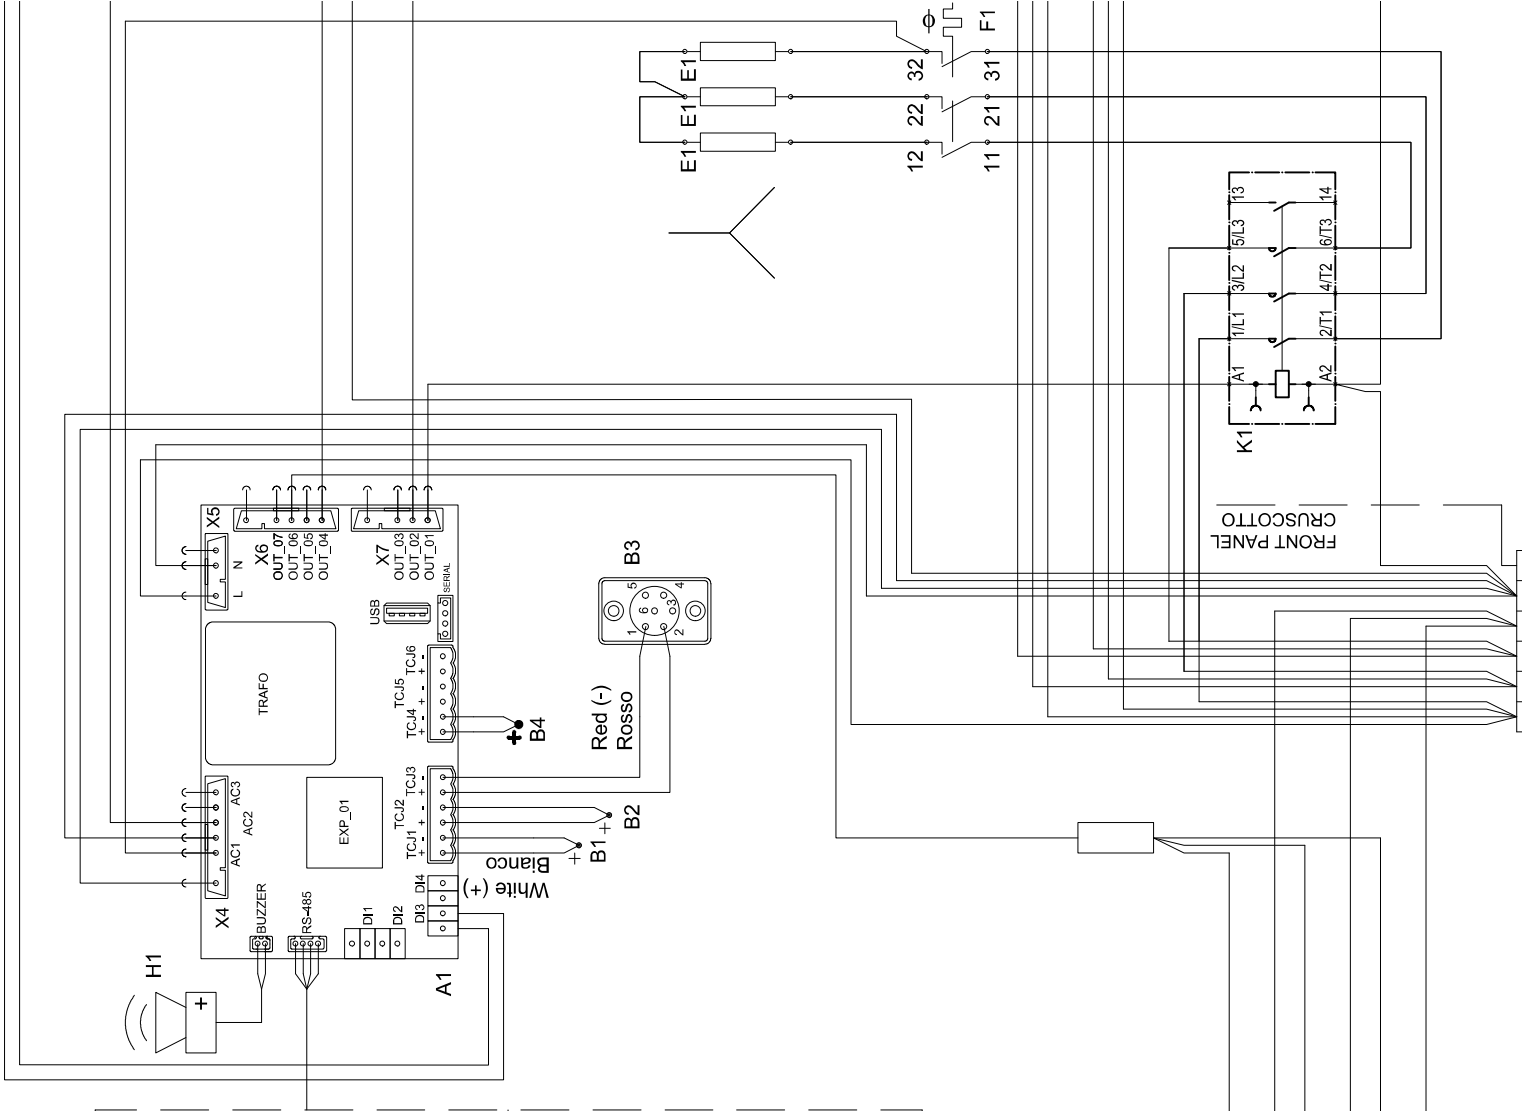 ф
F1
E1
32
31
E1
22
21
E1
12
11
13
14
5/L3
6/T3
3/L2
4/T2
1/L1
2/T1
A1
A2
K1
FRONT PANEL
CRUSCOTTO
X5
N
L
X6
OUT_07
OUT_06
OUT_05
OUT_04
X7
OUT_03
OUT_02
OUT_01
B3
5
4
6
3
1
2
USB
SERIAL
TRAFO
TCJ6
- +
TCJ5
- +
TCJ4
- +
+
B4
Red (-)
Rosso
X4
AC3
AC2
AC1
EXP_01
TCJ3
- +
TCJ2
- +
TCJ1
- +
+
B2
+
B1
White (+)
Bianco
BUZZER
RS-485
DI1
DI2
DI4
DI3
A1
H1
+